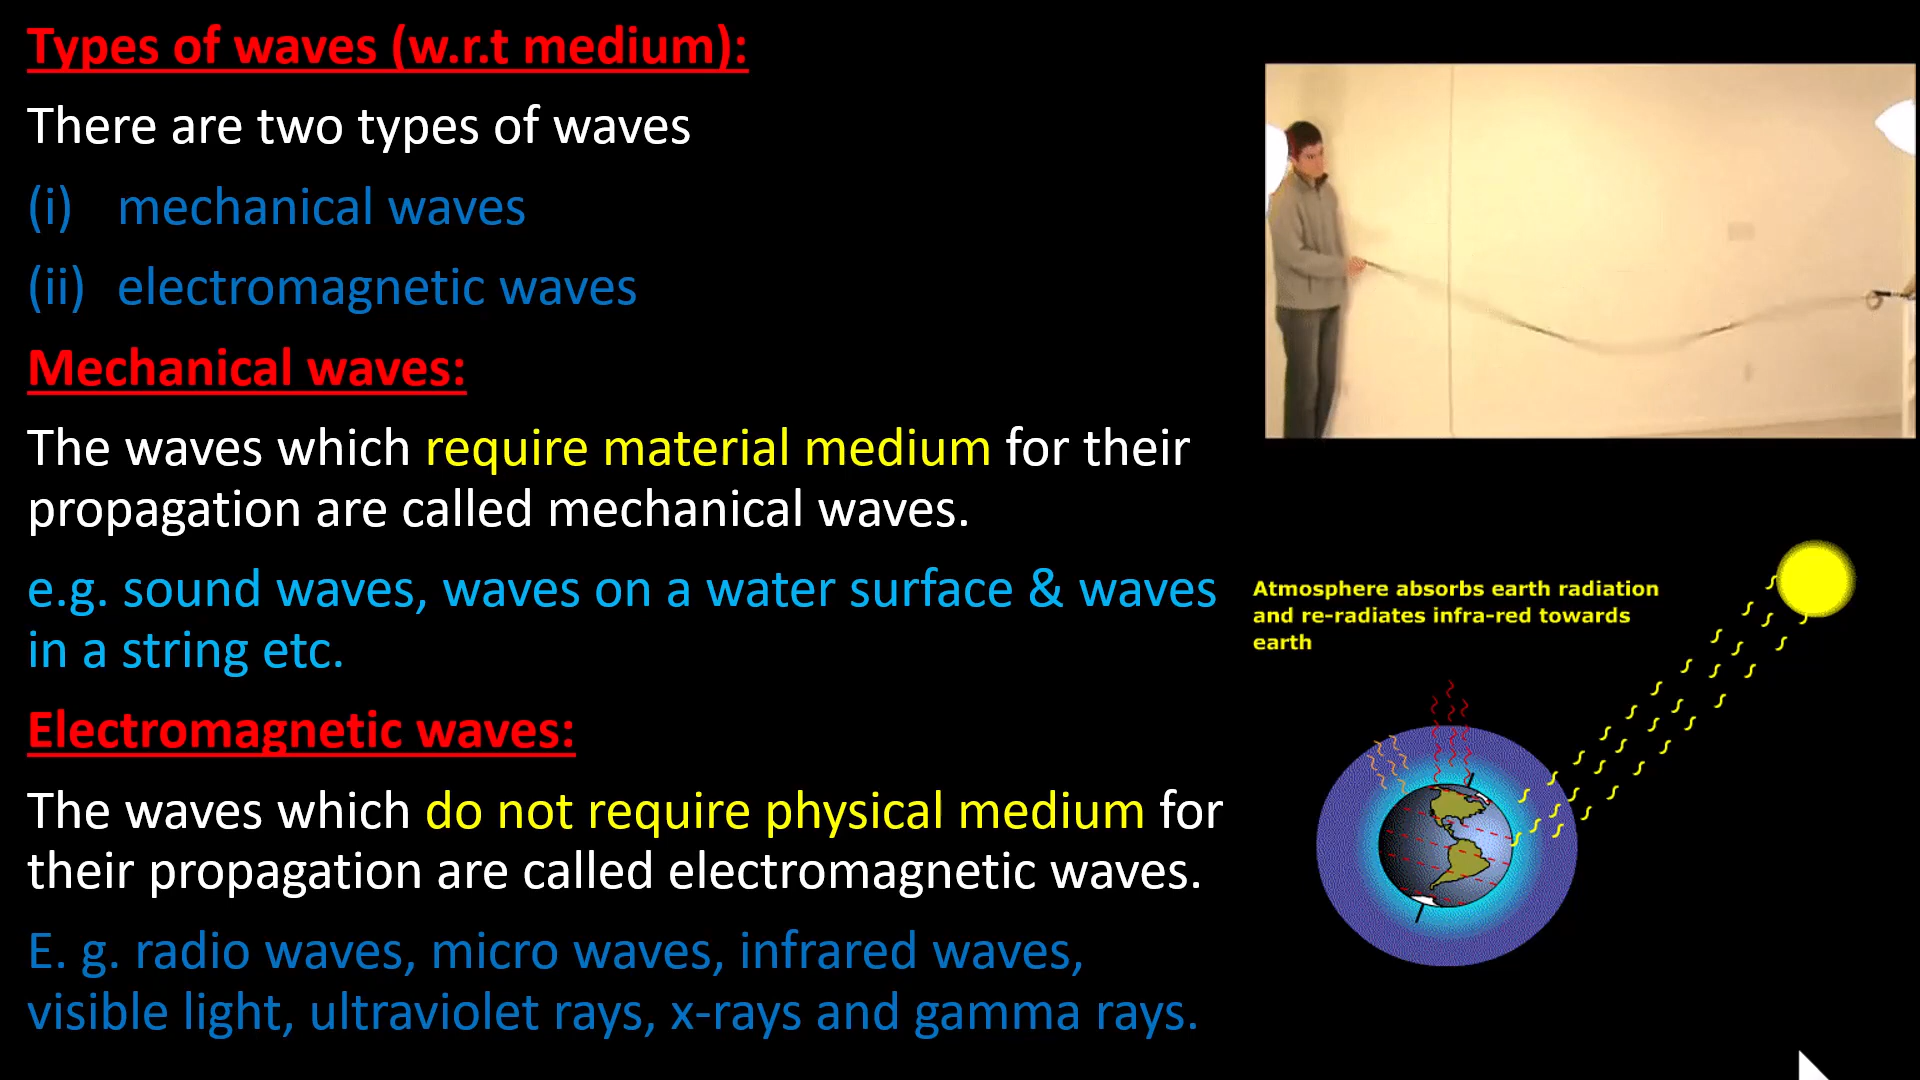 Types of waves (w.r.t medium):
There are two types of waves
(i) mechanical waves
(ii) electromagnetic waves
Mechanical waves:
The waves which require material medium for their
propagation are called mechanical waves.
e.g. sound waves, waves on a water surface & waves
in a string etc.
Electromagnetic waves:
The waves which do not require physical medium for
their propagation are called electromagnetic waves.
E. g. radio waves, micro waves, infrared waves,
visible light, ultraviolet rays, x-rays and gamma rays.
Atmosphere absorbs earth radiation
and re-radiates infra-red towards
earth